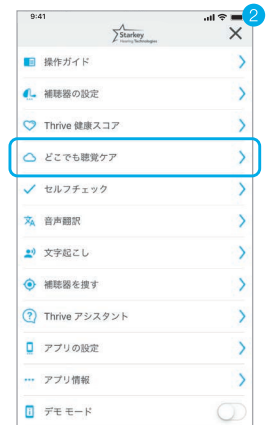 9:41
2
Starkey
Hearing Technologies
操作ガイド
補聴器の設定
Thrive 健康スコア
どこでも聴覚ケア
セルフチェック
音声翻訳
文字起こし
補聴器を捜す
Thrive アシスタント
アプリの設定
アプリ情報
デモ モード